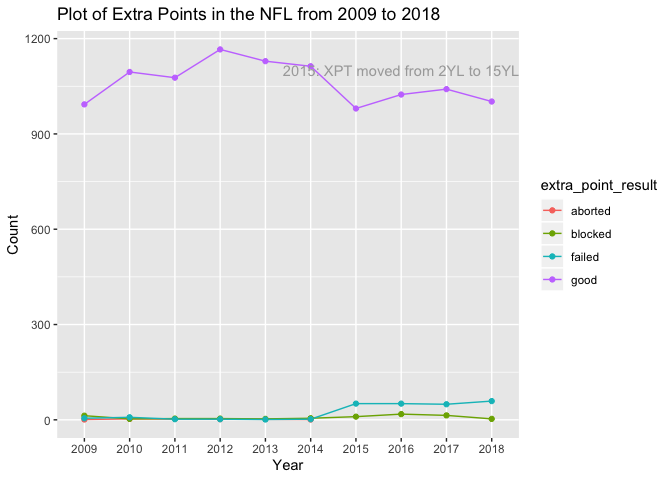 Plot of Extra Points in the NFL from 2009 to 2018
1200
2015: XPT moved from 2YL to 15YL
900
600
300
0
Count
2009 2010 2011 2012 2013 2014 2015 2016 2017 2018
Year
extra_point_result
aborted
blocked
failed
good